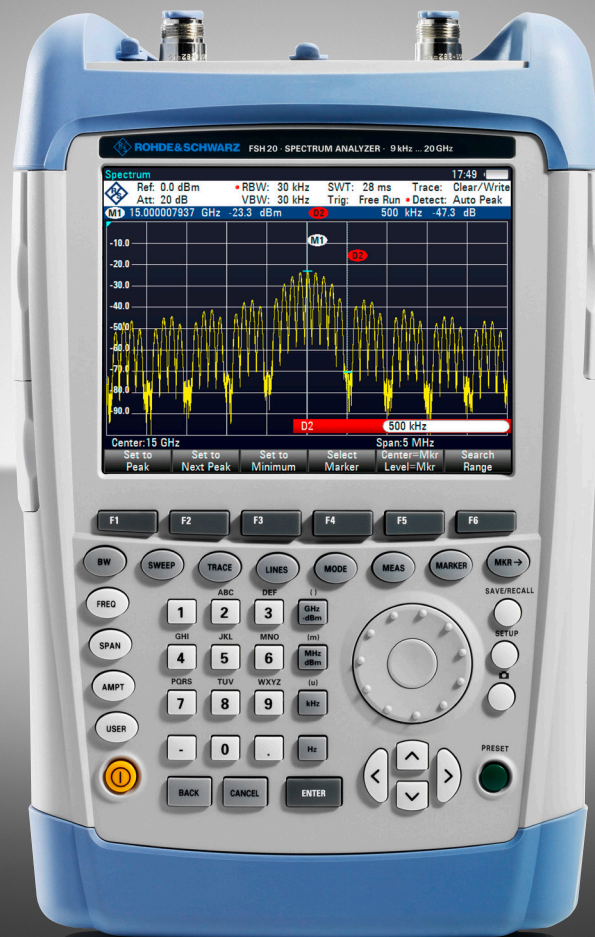 ROHDE&SCHWARZ FSH20 · SPECTRUM ANALYZER · 9 kHz ... 20 GHz
Spectrum 17:49
Ref: 0.0 dBm • RBW: 30 kHz SWT: 28 ms Trace: Clear/Write
Att: 20 dB VBW: 30 kHz Trig: Free Run • Detect: Auto Peak
M1 15.000007937 GHz -23.3 dBm D2 500 kHz -47.3 dB
M1
-10.0
D2
-20.0
-30.0
-40.0
-50.0
-60.0
-70.0
-80.0
-90.0
D2 500 kHz
Center:15 GHz Span:5 MHz
Set to Peak
Set to Next Peak
Set to Minimum
Select Marker
Center=Mkr Level=Mkr
Search Range
F1 F2 F3 F4 F5 F6
BW SWEEP TRACE LINES MODE MEAS MARKER MKR→
FREQ
SPAN
AMPT
USER
ABC DEF ( )
1 2 3 GHz -dBm
GHI JKL MNO (m)
4 5 6 MHz dBm
PQRS TUV WXYZ (u)
7 8 9 kHz
- 0 . Hz
BACK CANCEL ENTER
SAVE/RECALL
SETUP
PRESET